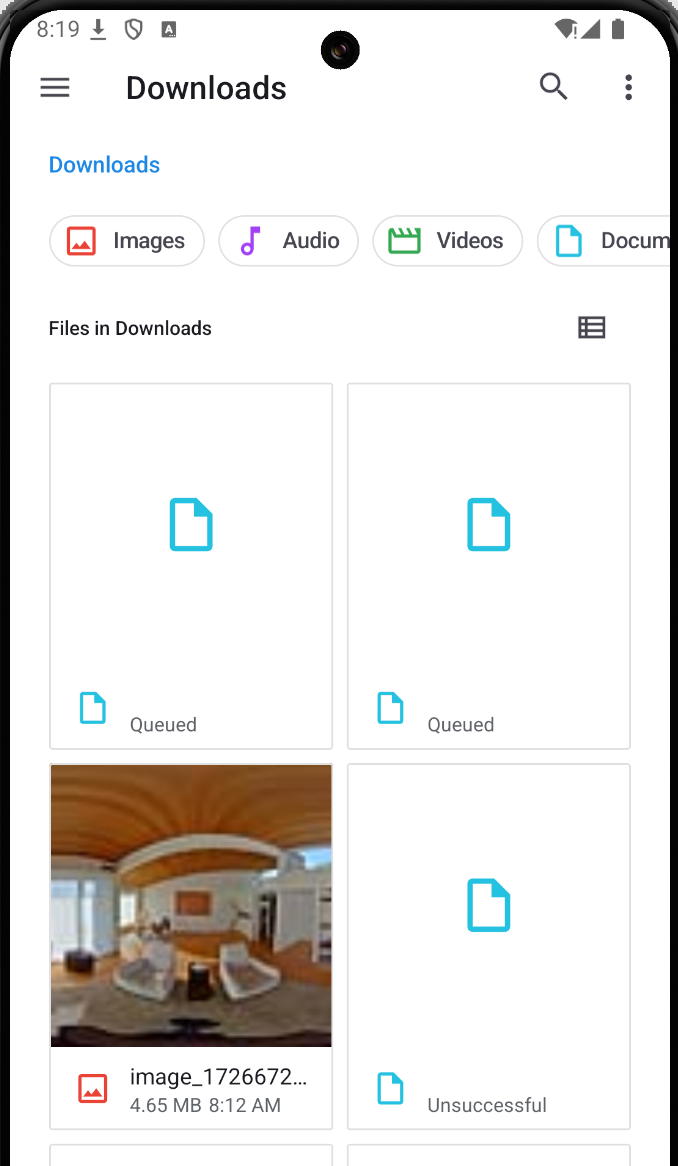 8:19
Downloads
Downloads
Images Audio Videos Docum
Files in Downloads
Queued Queued
image_1726672...
4.65 MB 8:12 AM Unsuccessful